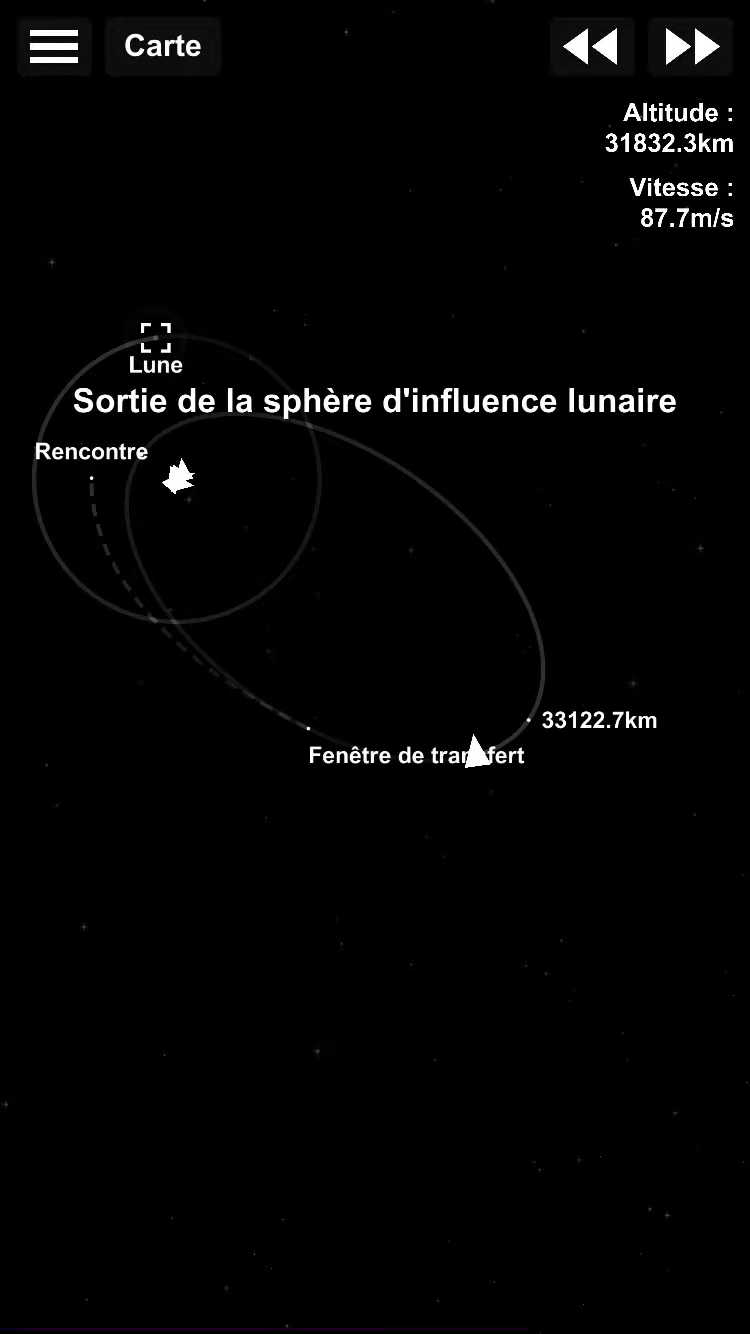 Carte
Altitude :
31832.3km
Vitesse :
87.7m/s
Lune
Sortie de la sphère d'influence lunaire
Rencontre
33122.7km
Fenêtre de transfert